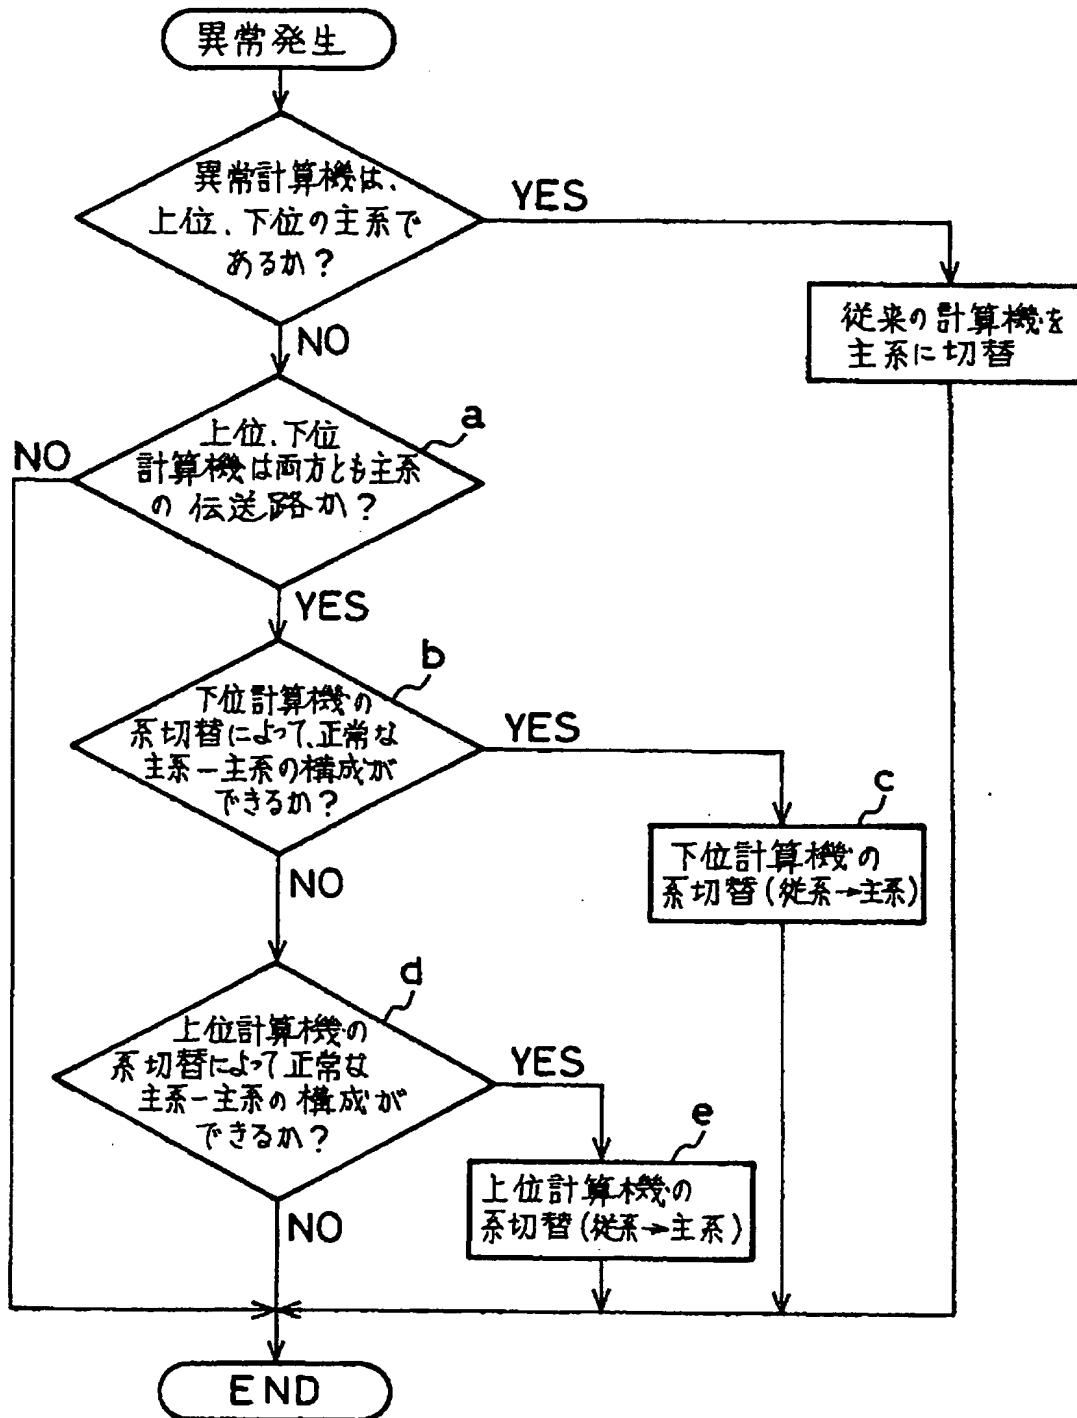 異常発生
異常計算機は、
上位、下位の主系で
あるか?
YES
従来の計算機を
主系に切替
NO
a
上位、下位
計算機は両方とも主系
の伝送路か?
NO
YES
b
下位計算機の
系切替によって、正常な
主系ー主系の構成が
できるか?
YES
c
下位計算機の
系切替(従系→主系)
NO
d
上位計算機の
系切替によって正常な
主系ー主系の構成が
できるか?
YES
e
上位計算機の
系切替(従系→主系)
NO
END